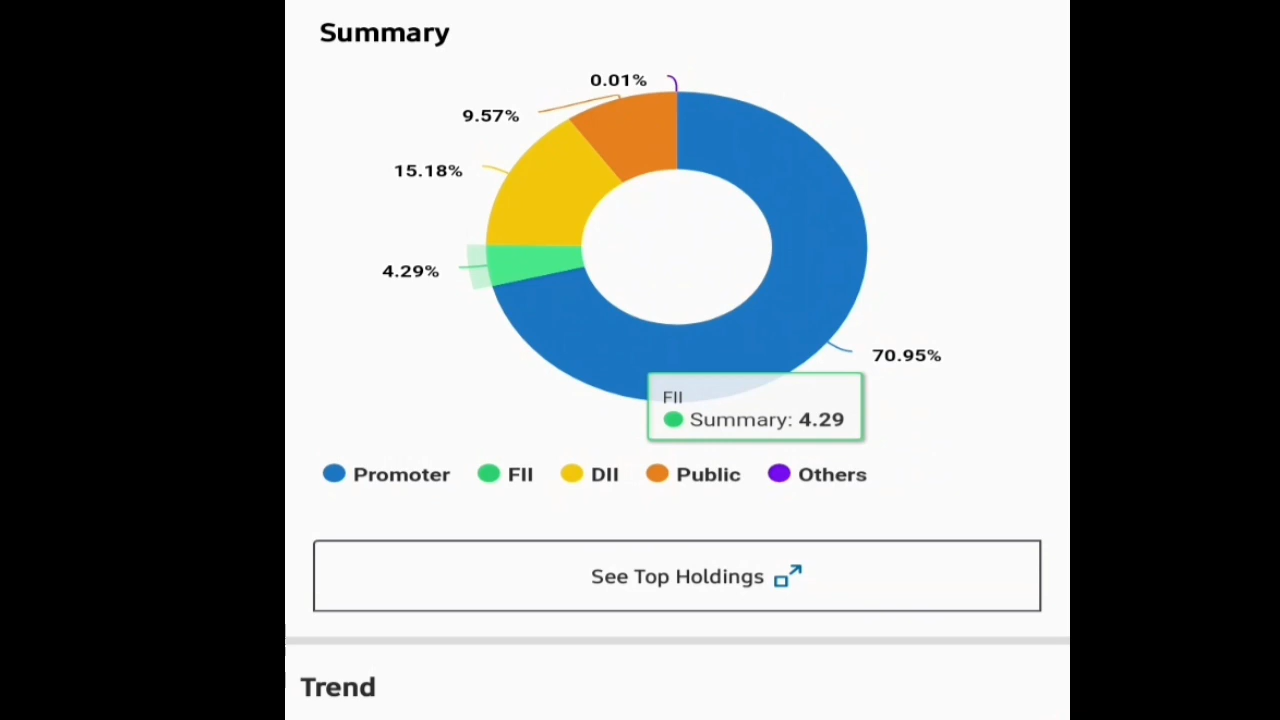 Summary
0.01%
9.57%
15.18%
4.29%
70.95%
FII
Summary: 4.29
Promoter FII DII Public Others
See Top Holdings
Trend